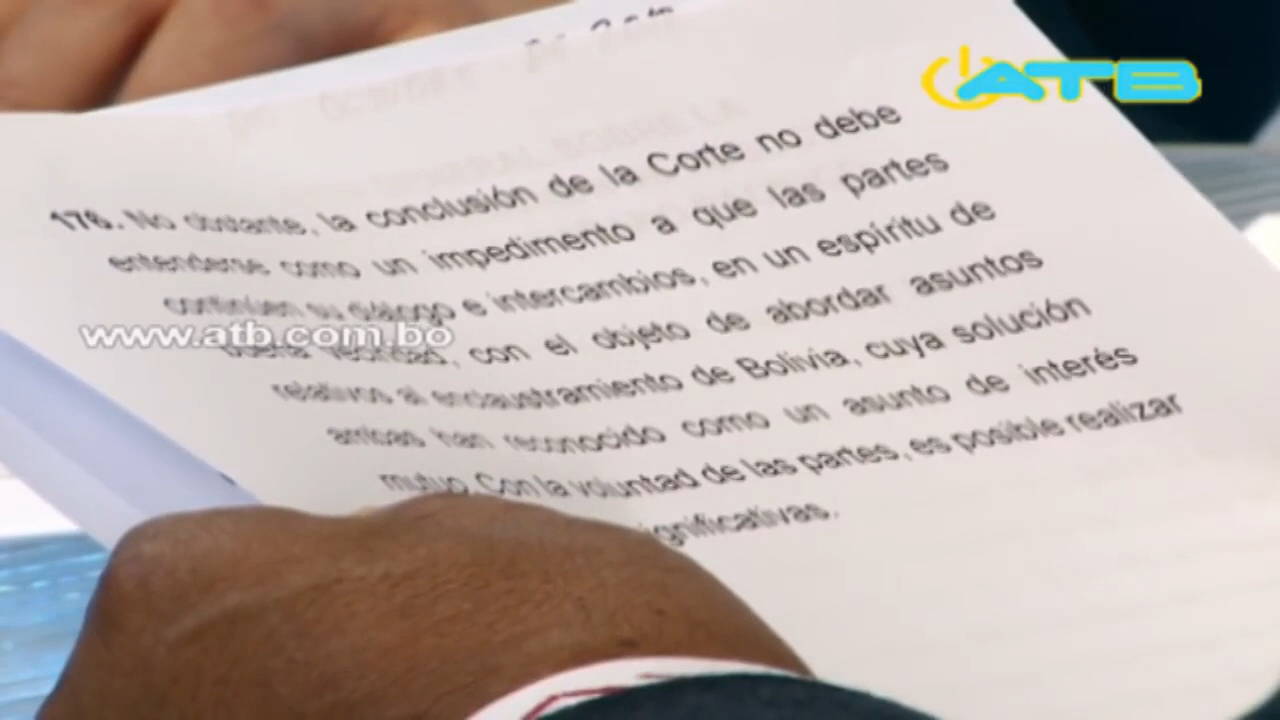 ATB
176. No obstante, la conclusión de la Corte no debe
entenderse como un impedimento a que las partes
continúen su diálogo e intercambios, en un espíritu de
www.atb.com.bo
buena vecindad, con el objeto de abordar asuntos
relativos al enclaustramiento de Bolivia, cuya solución
ambas han reconocido como un asunto de interés
mutuo. Con la voluntad de las partes, es posible realizar
ignificativas.